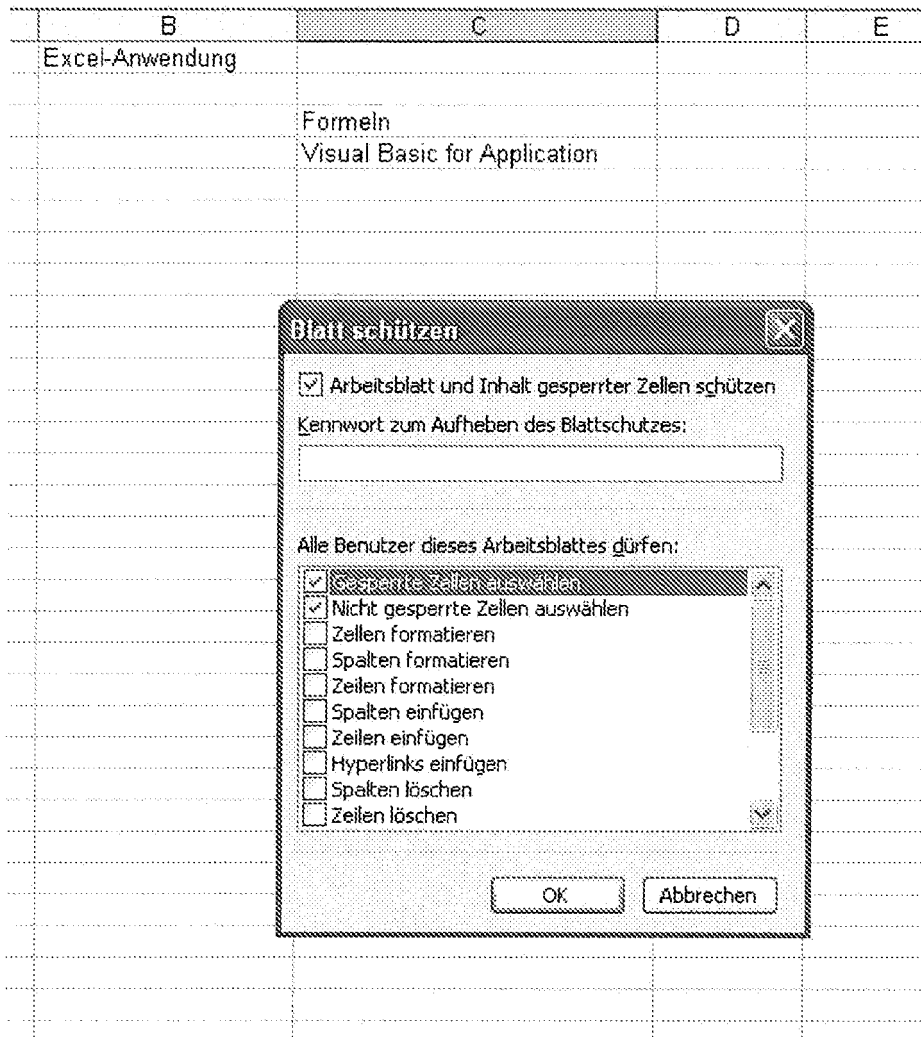 B C D E
Excel-Anwendung
Formeln
Visual Basic for Application
Blatt schützen
Arbeitsblatt und Inhalt gesperrter Zellen schützen
Kennwort zum Aufheben des Blattschutzes:
Alle Benutzer dieses Arbeitsblattes dürfen:
Gesperrte Zellen auswählen
Nicht gesperrte Zellen auswählen
Zellen formatieren
Spalten formatieren
Zeilen formatieren
Spalten einfügen
Zeilen einfügen
Hyperlinks einfügen
Spalten löschen
Zeilen löschen
OK Abbrechen